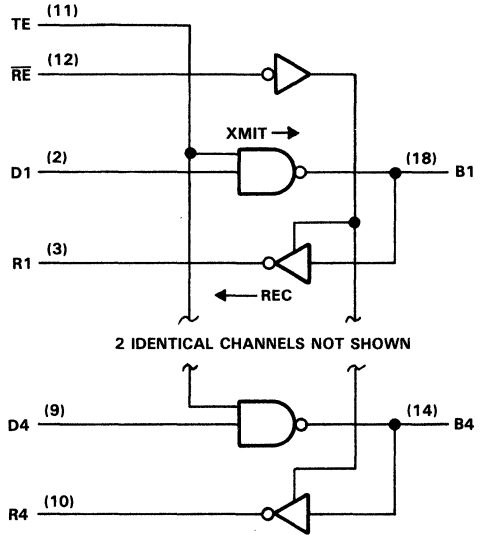 TE (11)
R̅E̅ (12)
XMIT →
D1 (2) (18) B1
R1 (3)
← REC
2 IDENTICAL CHANNELS NOT SHOWN
D4 (9) (14) B4
R4 (10)